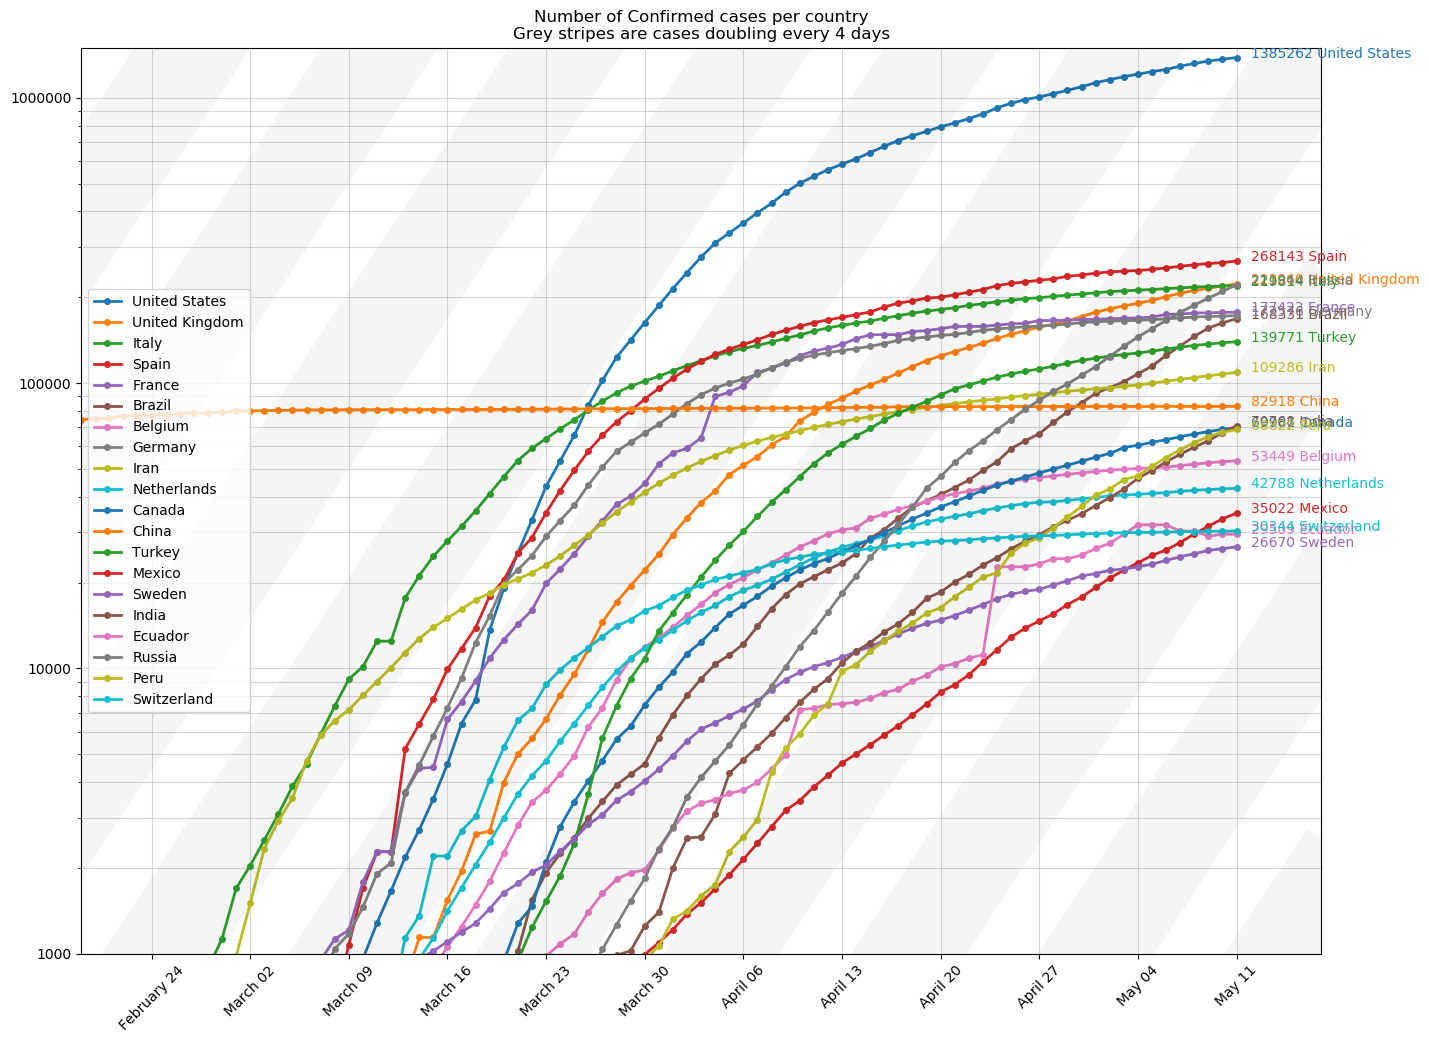 Number of Confirmed cases per country
Grey stripes are cases doubling every 4 days
1000000
100000
10000
1000
United States
United Kingdom
Italy
Spain
France
Brazil
Belgium
Germany
Iran
Netherlands
Canada
China
Turkey
Mexico
Sweden
India
Ecuador
Russia
Peru
Switzerland
1385262 United States
268143 Spain
United Kingdom
219814 Italy
177423 France
Germany
168331 Brazil
139771 Turkey
109286 Iran
82918 China
Canada
68822 Peru
53449 Belgium
42788 Netherlands
35022 Mexico
30344 Switzerland
Ecuador
26670 Sweden
February 24
March 02
March 09
March 16
March 23
March 30
April 06
April 13
April 20
April 27
May 04
May 11